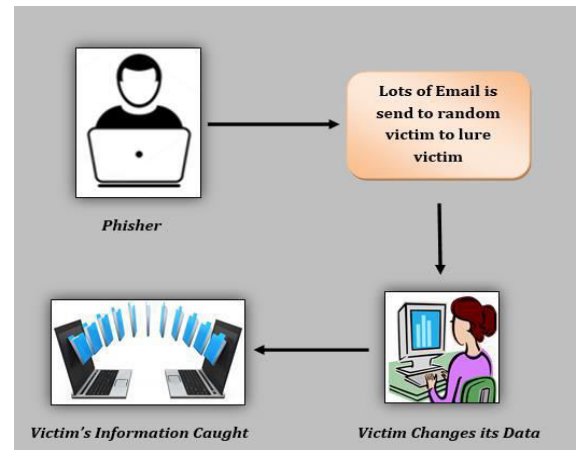 Lots of Email is
send to random
victim to lure
victim
Phisher
Victim Changes its Data
Victim's Information Caught